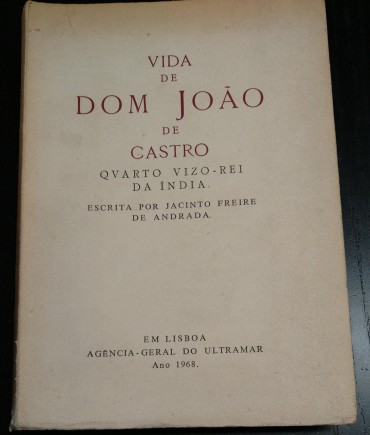 VIDA
DE
DOM JOÃO
DE
CASTRO
QVARTO VIZO-REI
DA ÍNDIA.
ESCRITA POR JACINTO FREIRE
DE ANDRADA.
EM LISBOA
AGÊNCIA-GERAL DO ULTRAMAR
Ano 1968.